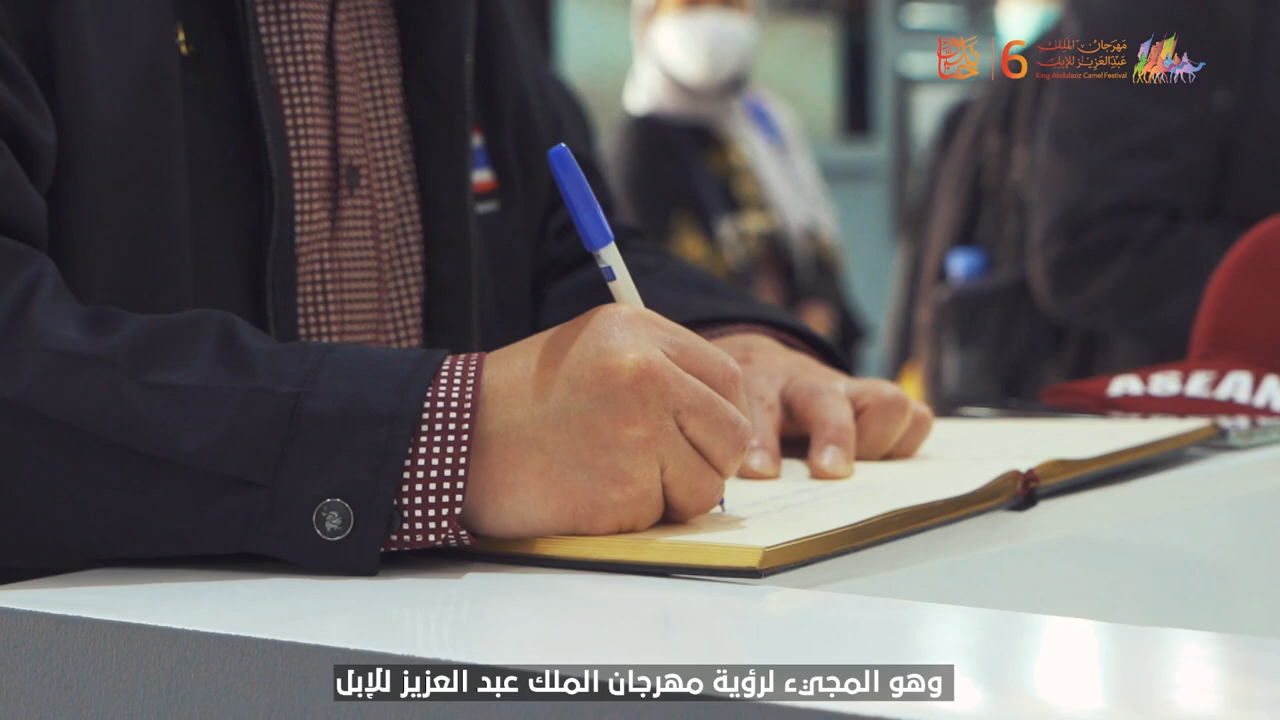 6
مهرجان الملك
عبدالعزيز للإبل
King Abdulaziz Camel Festival
ASEAN
وهو المجيء لرؤية مهرجان الملك عبد العزيز للإبل